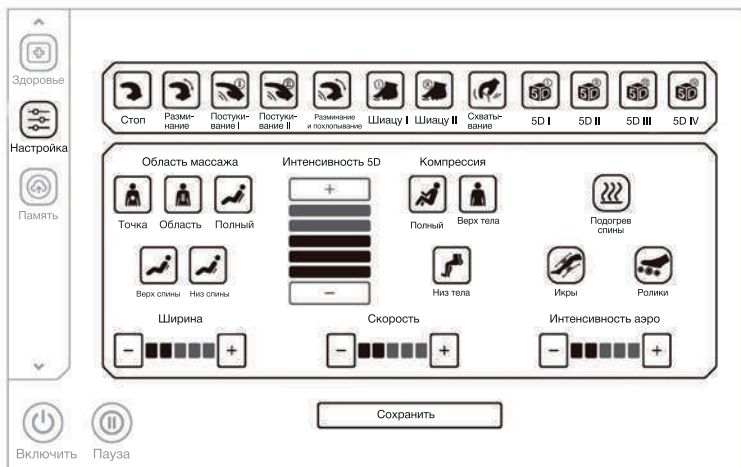 Здоровье
Настройка
Память
Стоп
Разми-
нание
Постуки-
вание I
Постуки-
вание II
Разминание
и похлопывание
Шиацу I
Шиацу II
Схваты-
вание
5D I
5D II
5D III
5D IV
Область массажа
Точка
Область
Полный
Верх спины
Низ спины
Интенсивность 5D
+
−
Компрессия
Полный
Верх тела
Низ тела
Подогрев
спины
Икры
Ролики
Ширина
− +
Скорость
− +
Интенсивность аэро
− +
Сохранить
Включить
Пауза